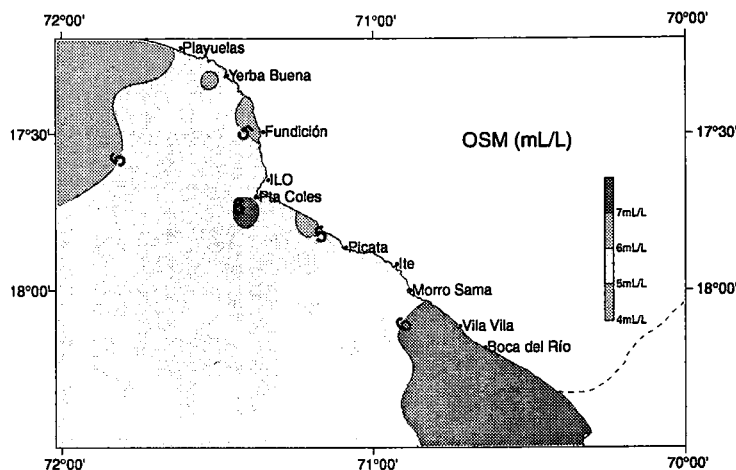 72°00' 71°00' 70°00'
Playuelas
Yerba Buena
17°30' 5 5 Fundición OSM (mL/L) 17°30'
ILO
Pta Coles
7mL/L
5
6mL/L
Picata
Ite
5mL/L
18°00' Morro Sama 18°00'
4mL/L
6 Vila Vila
Boca del Río
72°00' 71°00' 70°00'